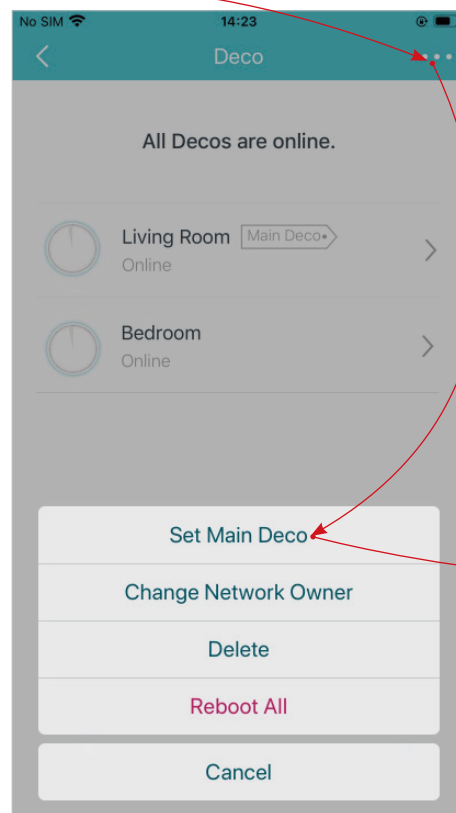 No SIM 14:23
Deco
All Decos are online.
Living Room Main Deco
Online
Bedroom
Online
Set Main Deco
Change Network Owner
Delete
Reboot All
Cancel